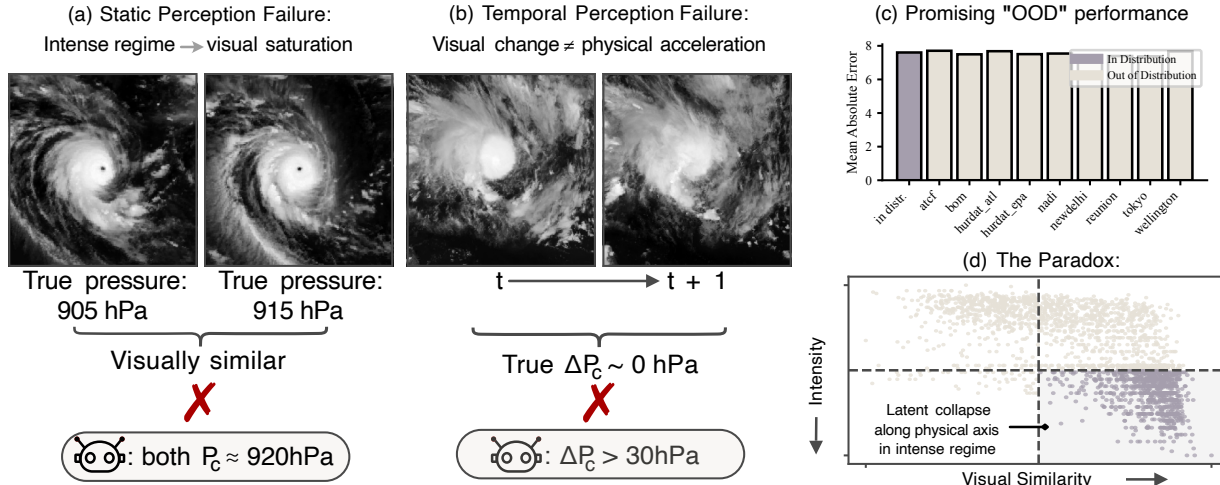 (a) Static Perception Failure:
Intense regime → visual saturation
True pressure: 905 hPa
True pressure: 915 hPa
Visually similar
✗
: both P_c ≈ 920hPa
(b) Temporal Perception Failure:
Visual change ≠ physical acceleration
t → t + 1
True ΔP_c ~ 0 hPa
✗
: ΔP_c > 30hPa
(c) Promising "OOD" performance
Mean Absolute Error
8
6
4
2
0
In Distribution
Out of Distribution
in distr.
atcf
bom
hurdat_atl
hurdat_epa
nadi
newdelhi
reunion
tokyo
wellington
(d) The Paradox:
Intensity
Latent collapse
along physical axis
in intense regime
Visual Similarity